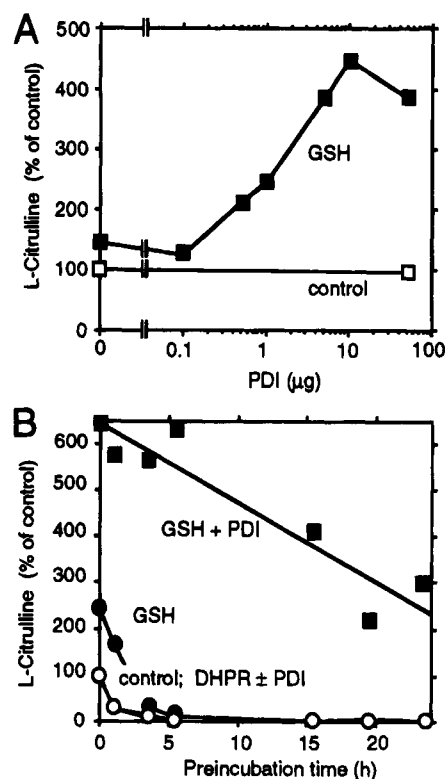 A
L-Citrulline (% of control)
500
400
300
200
100
0
GSH
control
0
0.1
1
10
100
PDI (µg)
B
L-Citrulline (% of control)
600
500
400
300
200
100
0
GSH + PDI
GSH
control; DHPR ± PDI
0
5
10
15
20
Preincubation time (h)